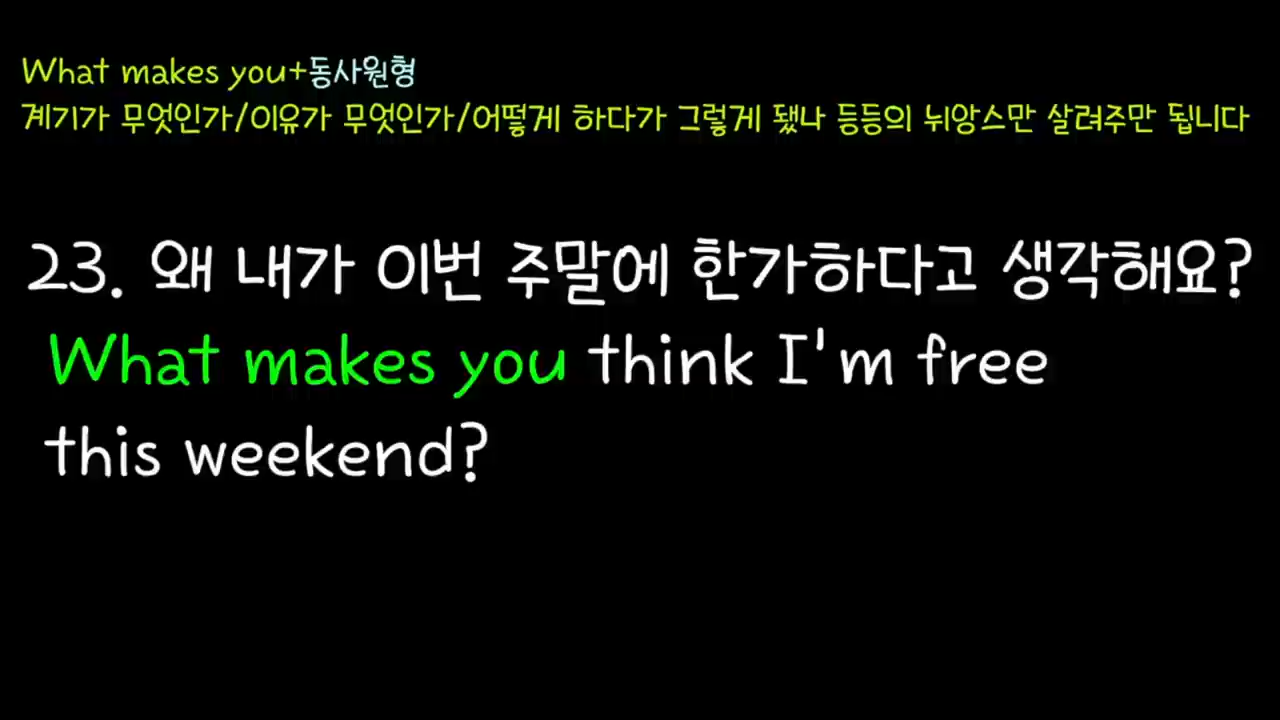 What makes you+동사원형
계기가 무엇인가/이유가 무엇인가/어떻게 하다가 그렇게 됐나 등등의 뉘앙스만 살려주만 됩니다
23. 왜 내가 이번 주말에 한가하다고 생각해요?
What makes you think I'm free
this weekend?